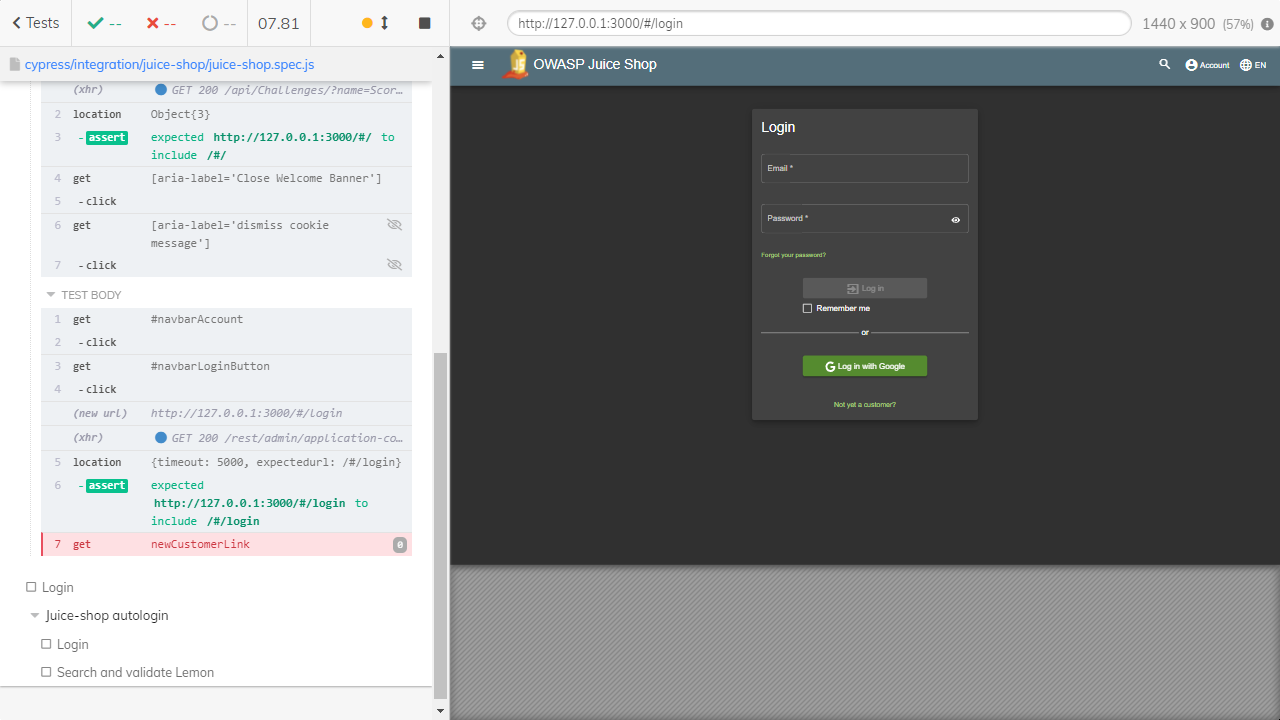 Tests
--
--
--
07.81
cypress/integration/juice-shop/juice-shop.spec.js
(xhr) GET 200 /api/Challenges/?name=Scor…
2 location Object{3}
3 - assert expected http://127.0.0.1:3000/#/ to
include /#/
4 get [aria-label='Close Welcome Banner']
5 - click
6 get [aria-label='dismiss cookie
message']
7 - click
TEST BODY
1 get #navbarAccount
2 - click
3 get #navbarLoginButton
4 - click
(new url) http://127.0.0.1:3000/#/login
(xhr) GET 200 /rest/admin/application-co…
5 location {timeout: 5000, expectedurl: /#/login}
6 - assert expected
http://127.0.0.1:3000/#/login to
include /#/login
7 get newCustomerLink 0
Login
Juice-shop autologin
Login
Search and validate Lemon
http://127.0.0.1:3000/#/login
1440 x 900 (57%)
OWASP Juice Shop
Account
EN
Login
Email *
Password *
Forgot your password?
Log in
Remember me
or
Log in with Google
Not yet a customer?